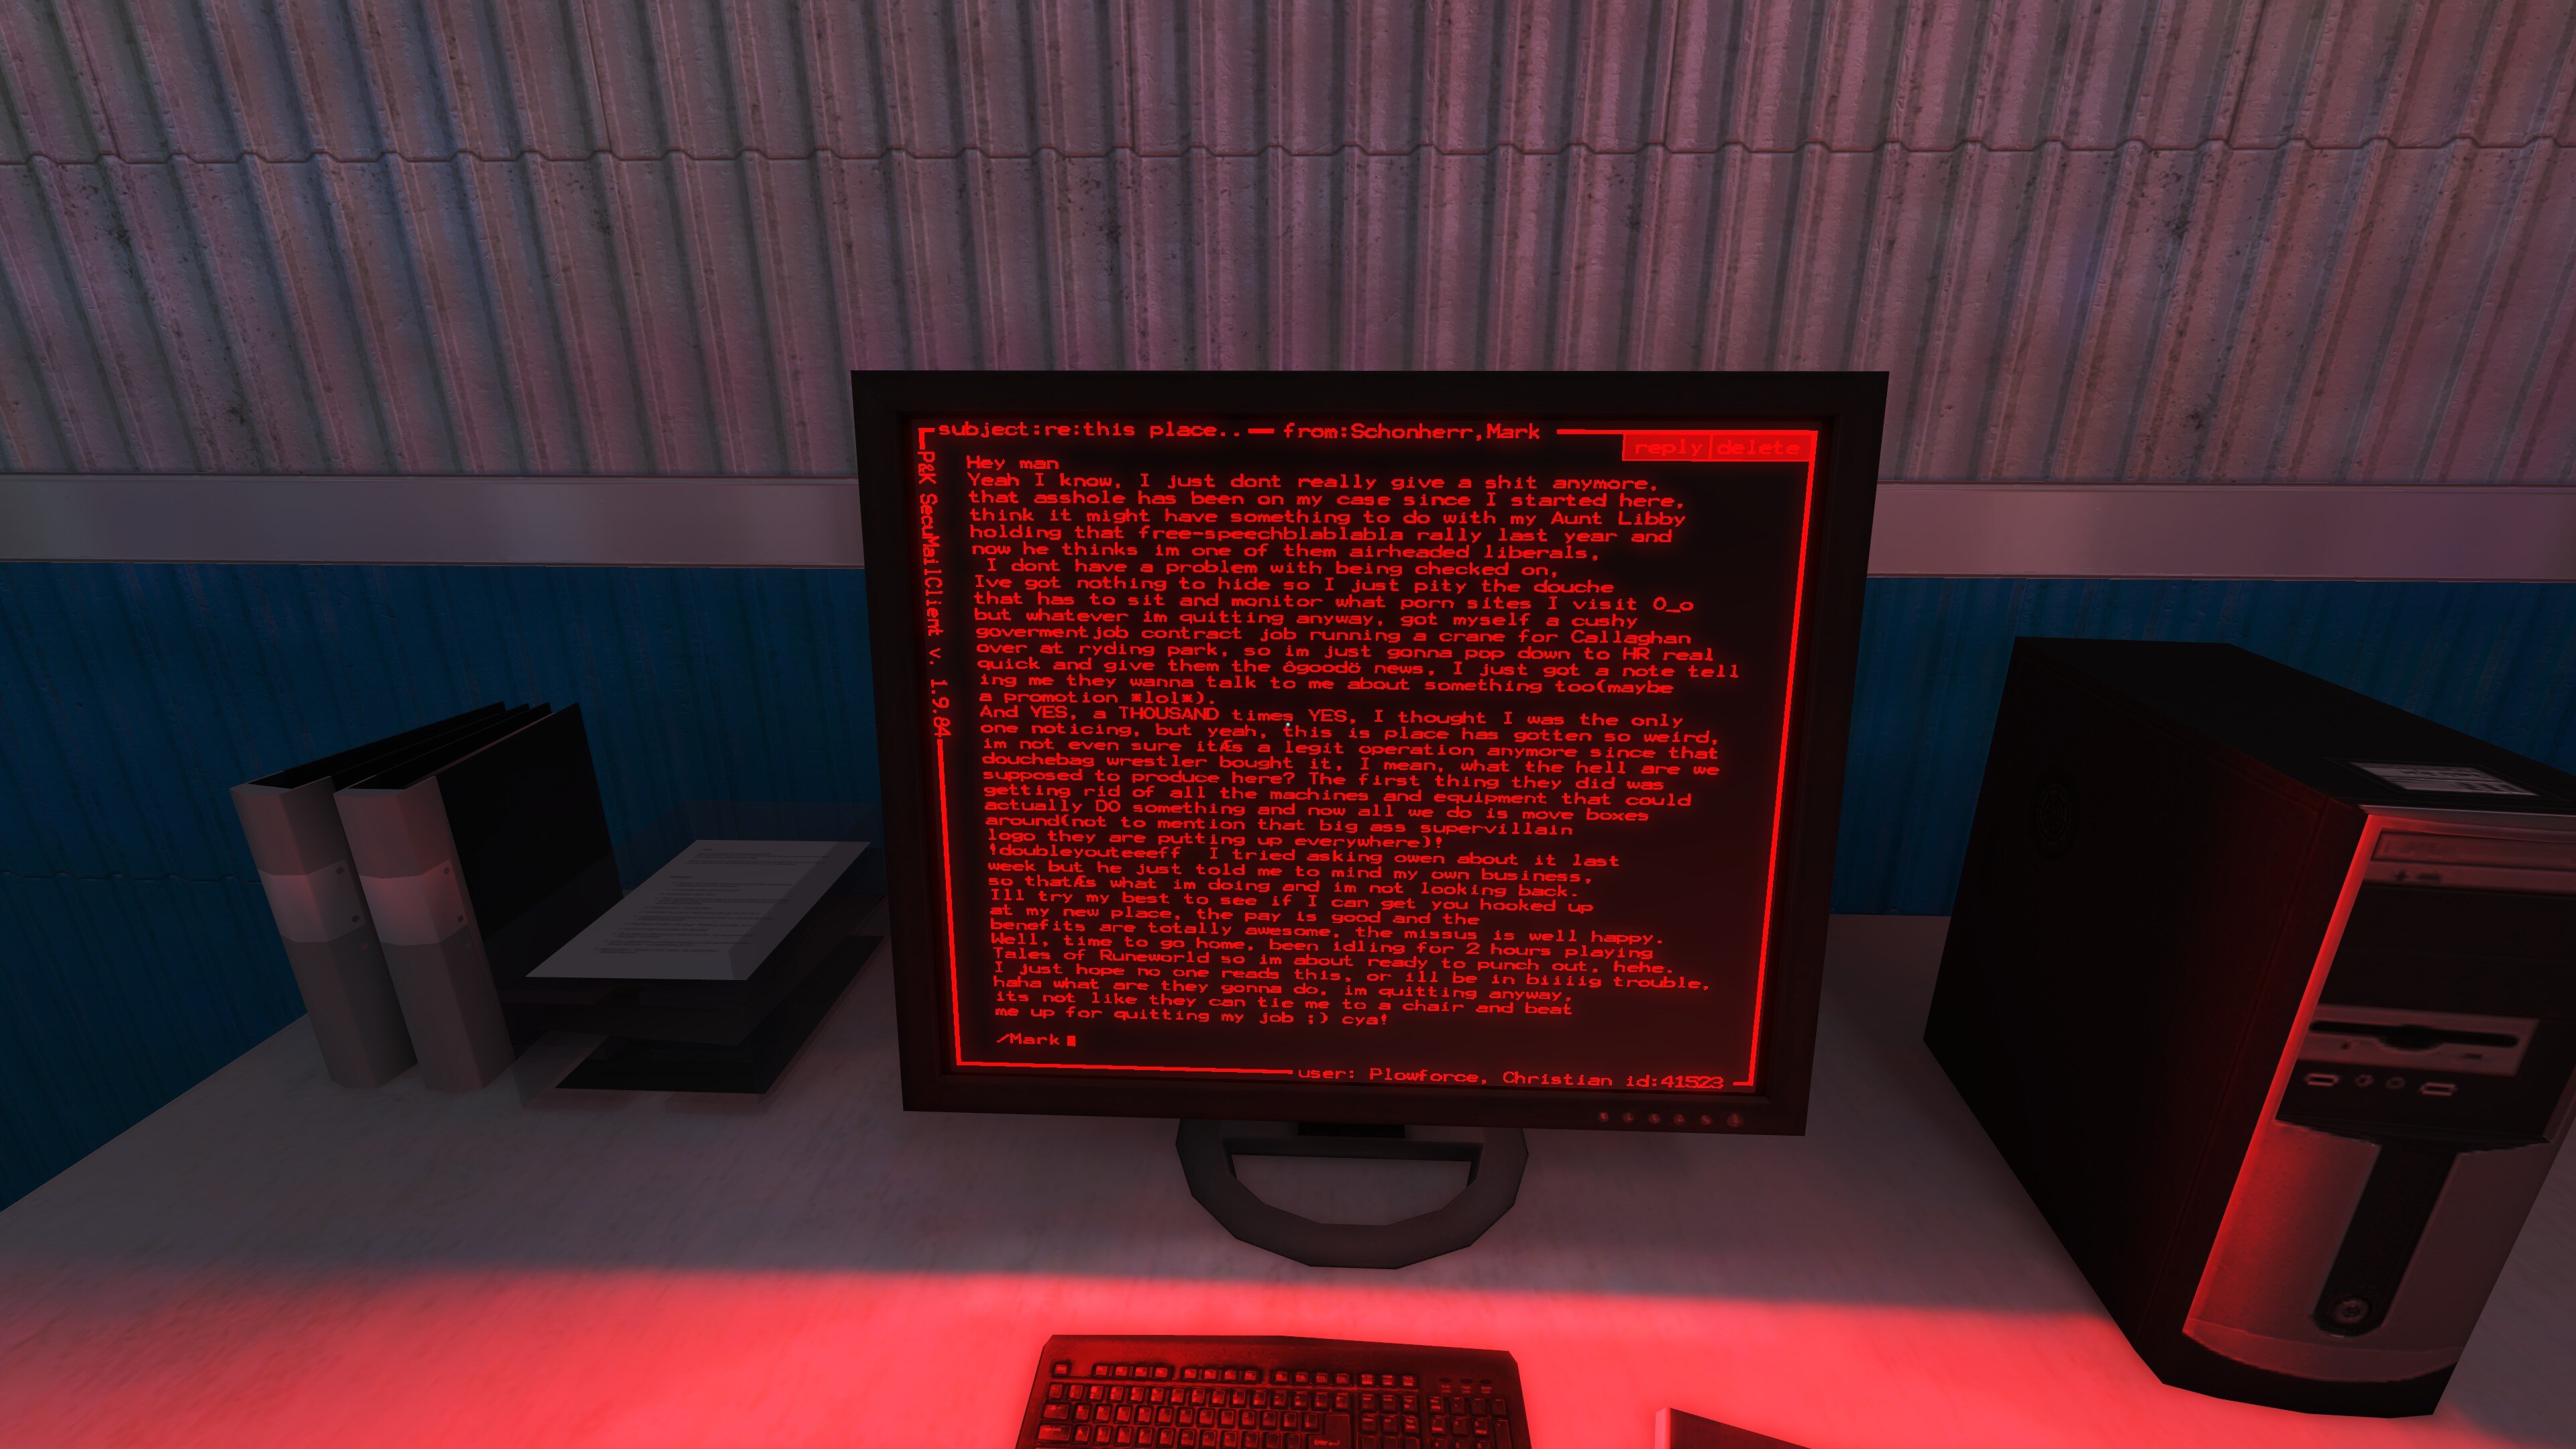 subject:re:this place.. from:Schonherr,Mark
reply delete
P&K SecuMailClient v. 1.9.84
Hey man
Yeah I know, I just dont really give a shit anymore,
that asshole has been on my case since I started here,
think it might have something to do with my Aunt Libby
holding that free-speechblablabla rally last year and
now he thinks im one of them airheaded liberals,
I dont have a problem with being checked on,
Ive got nothing to hide so I just pity the douche
that has to sit and monitor what porn sites I visit O_o
but whatever im quitting anyway, got myself a cushy
goverment job contract job running a crane for Callaghan
over at ryding park, so im just gonna pop down to HR real
quick and give them the ôgoodö news, I just got a note tell
ing me they wanna talk to me about something too(maybe
a promotion *lol*).
And YES, a THOUSAND times YES, I thought I was the only
one noticing, but yeah, this is place has gotten so weird,
im not even sure itÆs a legit operation anymore since that
douchebag wrestler bought it, I mean, what the hell are we
supposed to produce here? The first thing they did was
getting rid of all the machines and equipment that could
actually DO something and now all we do is move boxes
around(not to mention that big ass supervillain
logo they are putting up everywhere)!
!doubleyouteeeff I tried asking owen about it last
week but he just told me to mind my own business,
so thatÆs what im doing and im not looking back.
Ill try my best to see if I can get you hooked up
at my new place, the pay is good and the
benefits are totally awesome, the missus is well happy.
Well, time to go home, been idling for 2 hours playing
Tales of Runeworld so im about ready to punch out, hehe.
I just hope no one reads this, or ill be in biiiig trouble,
haha what are they gonna do, im quitting anyway,
its not like they can tie me to a chair and beat
me up for quitting my job ;) cya!
/Mark
user: Plowforce, Christian id:41523